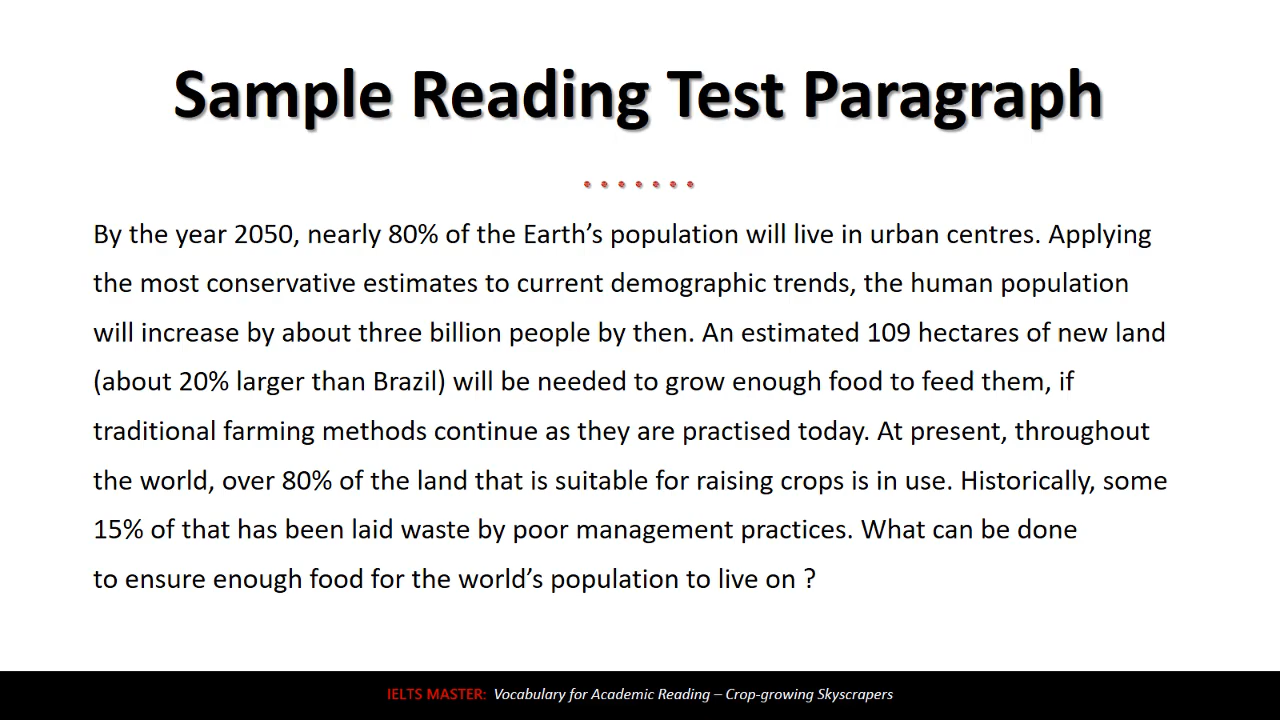 Sample Reading Test Paragraph
By the year 2050, nearly 80% of the Earth’s population will live in urban centres. Applying
the most conservative estimates to current demographic trends, the human population
will increase by about three billion people by then. An estimated 109 hectares of new land
(about 20% larger than Brazil) will be needed to grow enough food to feed them, if
traditional farming methods continue as they are practised today. At present, throughout
the world, over 80% of the land that is suitable for raising crops is in use. Historically, some
15% of that has been laid waste by poor management practices. What can be done
to ensure enough food for the world’s population to live on ?
IELTS MASTER: Vocabulary for Academic Reading – Crop-growing Skyscrapers